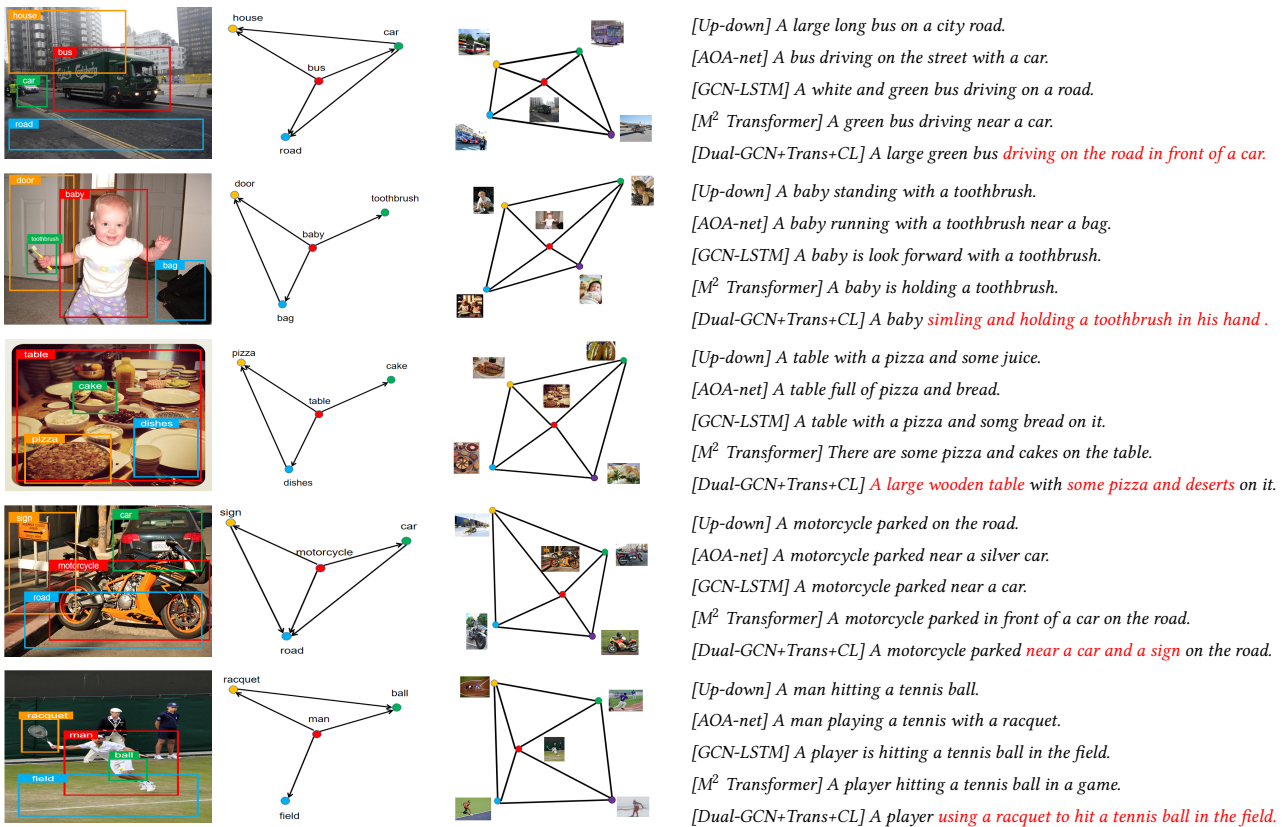 house
bus
car
road
house
car
bus
road
[Up-down] A large long bus on a city road.
[AOA-net] A bus driving on the street with a car.
[GCN-LSTM] A white and green bus driving on a road.
[M² Transformer] A green bus driving near a car.
[Dual-GCN+Trans+CL] A large green bus driving on the road in front of a car.
door
baby
toothbrush
bag
door
toothbrush
baby
bag
[Up-down] A baby standing with a toothbrush.
[AOA-net] A baby running with a toothbrush near a bag.
[GCN-LSTM] A baby is look forward with a toothbrush.
[M² Transformer] A baby is holding a toothbrush.
[Dual-GCN+Trans+CL] A baby simling and holding a toothbrush in his hand .
table
cake
dishes
pizza
pizza
cake
table
dishes
[Up-down] A table with a pizza and some juice.
[AOA-net] A table full of pizza and bread.
[GCN-LSTM] A table with a pizza and somg bread on it.
[M² Transformer] There are some pizza and cakes on the table.
[Dual-GCN+Trans+CL] A large wooden table with some pizza and deserts on it.
sign
car
motorcycle
road
sign
car
motorcycle
road
[Up-down] A motorcycle parked on the road.
[AOA-net] A motorcycle parked near a silver car.
[GCN-LSTM] A motorcycle parked near a car.
[M² Transformer] A motorcycle parked in front of a car on the road.
[Dual-GCN+Trans+CL] A motorcycle parked near a car and a sign on the road.
racquet
man
ball
field
racquet
ball
man
field
[Up-down] A man hitting a tennis ball.
[AOA-net] A man playing a tennis with a racquet.
[GCN-LSTM] A player is hitting a tennis ball in the field.
[M² Transformer] A player hitting a tennis ball in a game.
[Dual-GCN+Trans+CL] A player using a racquet to hit a tennis ball in the field.